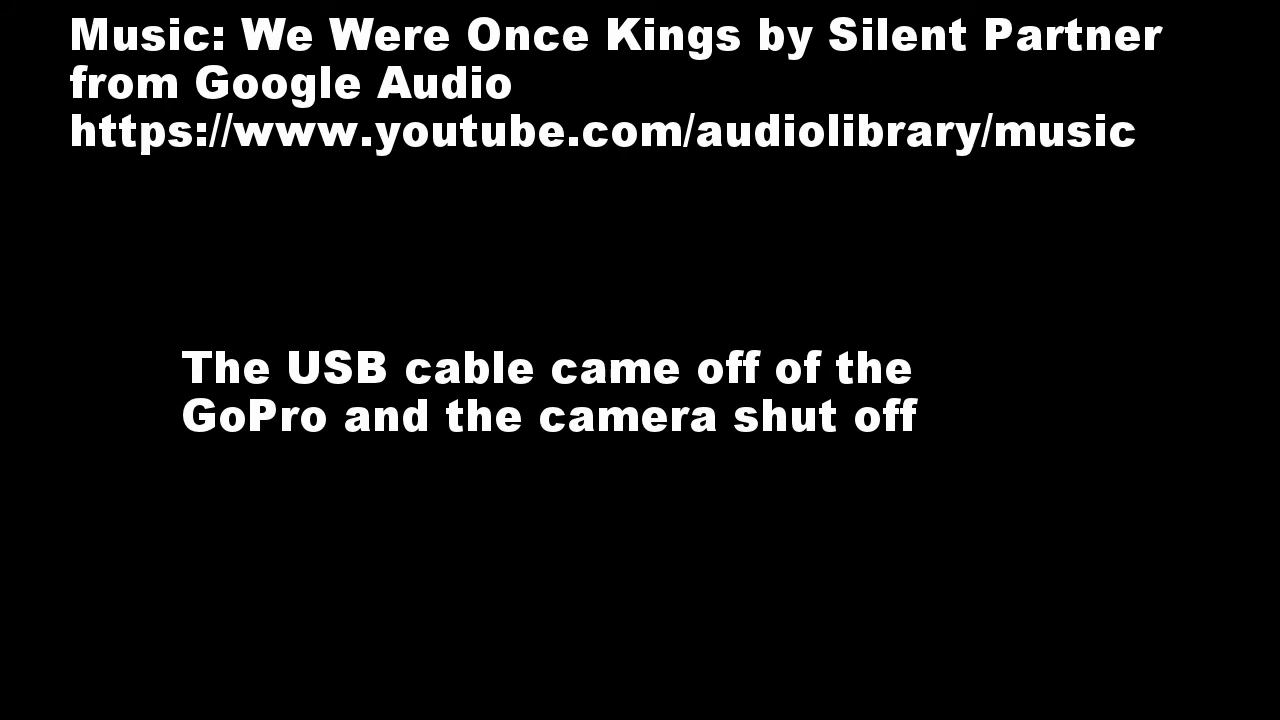 Music: We Were Once Kings by Silent Partner
from Google Audio
https://www.youtube.com/audiolibrary/music
The USB cable came off of the
GoPro and the camera shut off